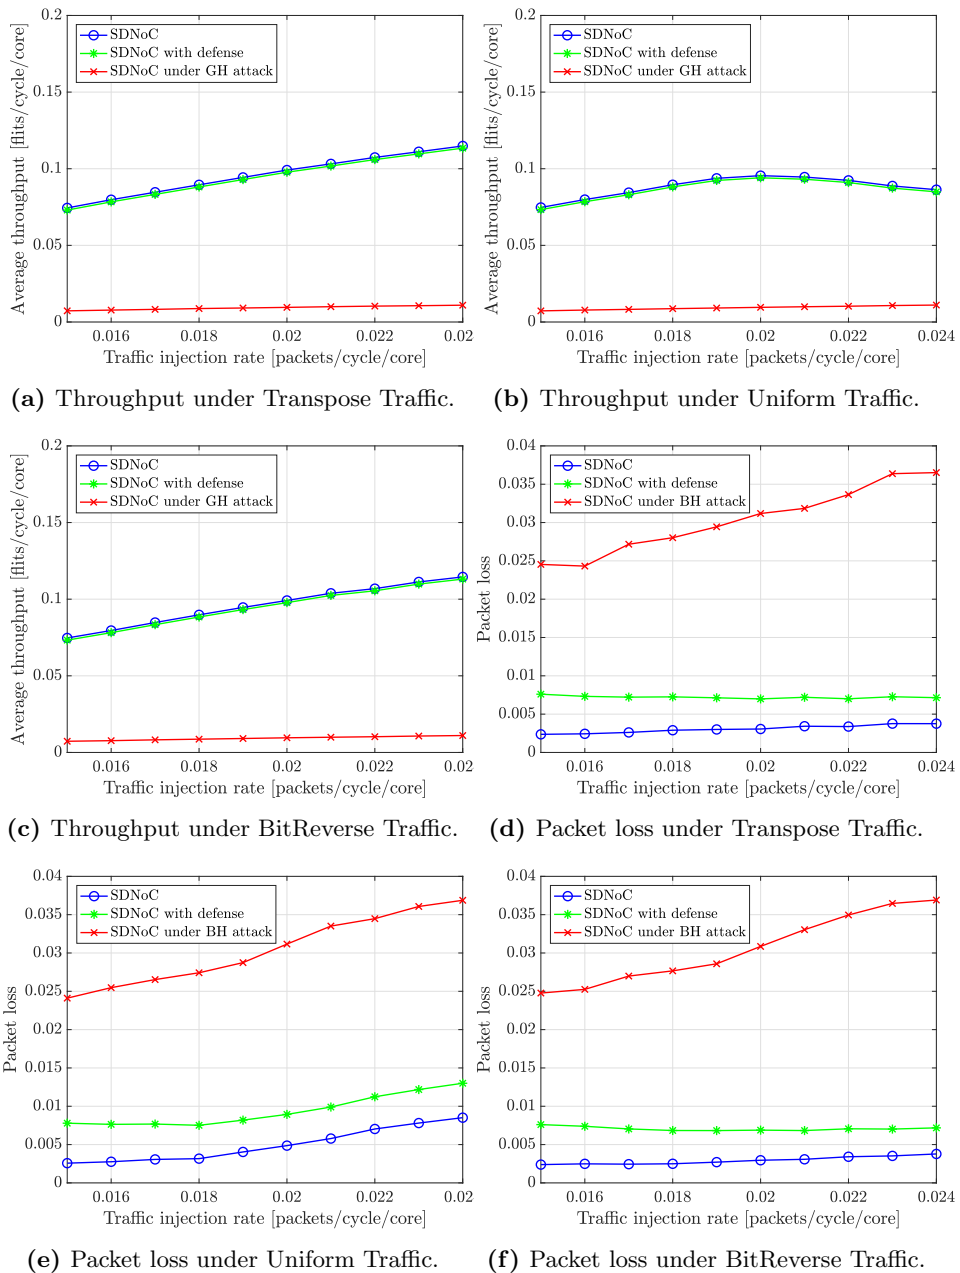 0.2
0.15
0.1
0.05
0
Average throughput [flits/cycle/core]
SDNoC
SDNoC with defense
SDNoC under GH attack
0.016 0.018 0.02 0.022 0.02
Traffic injection rate [packets/cycle/core]
(a) Throughput under Transpose Traffic.
0.2
0.15
0.1
0.05
0
Average throughput [flits/cycle/core]
SDNoC
SDNoC with defense
SDNoC under GH attack
0.016 0.018 0.02 0.022 0.024
Traffic injection rate [packets/cycle/core]
(b) Throughput under Uniform Traffic.
0.2
0.15
0.1
0.05
0
Average throughput [flits/cycle/core]
SDNoC
SDNoC with defense
SDNoC under GH attack
0.016 0.018 0.02 0.022 0.02
Traffic injection rate [packets/cycle/core]
(c) Throughput under BitReverse Traffic.
0.04
0.035
0.03
0.025
0.02
0.015
0.01
0.005
0
Packet loss
SDNoC
SDNoC with defense
SDNoC under BH attack
0.016 0.018 0.02 0.022 0.024
Traffic injection rate [packets/cycle/core]
(d) Packet loss under Transpose Traffic.
0.04
0.035
0.03
0.025
0.02
0.015
0.01
0.005
0
Packet loss
SDNoC
SDNoC with defense
SDNoC under BH attack
0.016 0.018 0.02 0.022 0.02
Traffic injection rate [packets/cycle/core]
(e) Packet loss under Uniform Traffic.
0.04
0.035
0.03
0.025
0.02
0.015
0.01
0.005
0
Packet loss
SDNoC
SDNoC with defense
SDNoC under BH attack
0.016 0.018 0.02 0.022 0.024
Traffic injection rate [packets/cycle/core]
(f) Packet loss under BitReverse Traffic.